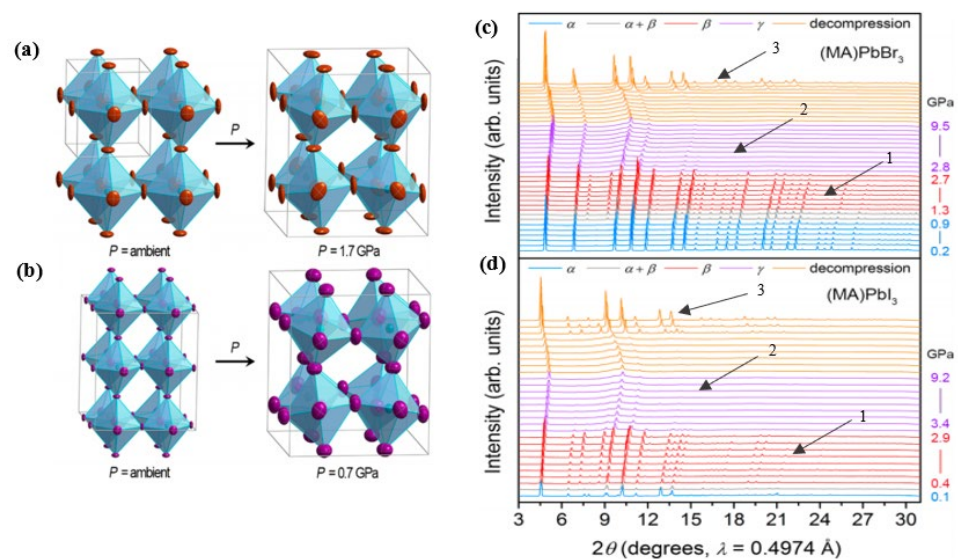 (a)
P
P = ambient
P = 1.7 GPa
(b)
P
P = ambient
P = 0.7 GPa
(c)
α α + β β γ decompression
(MA)PbBr3
3
2
1
Intensity (arb. units)
GPa
9.5
2.8
2.7
1.3
0.9
0.2
(d)
α α + β β γ decompression
(MA)PbI3
3
2
1
Intensity (arb. units)
GPa
9.2
3.4
2.9
0.4
0.1
3 6 9 12 15 18 21 24 27 30
2θ (degrees, λ = 0.4974 Å)